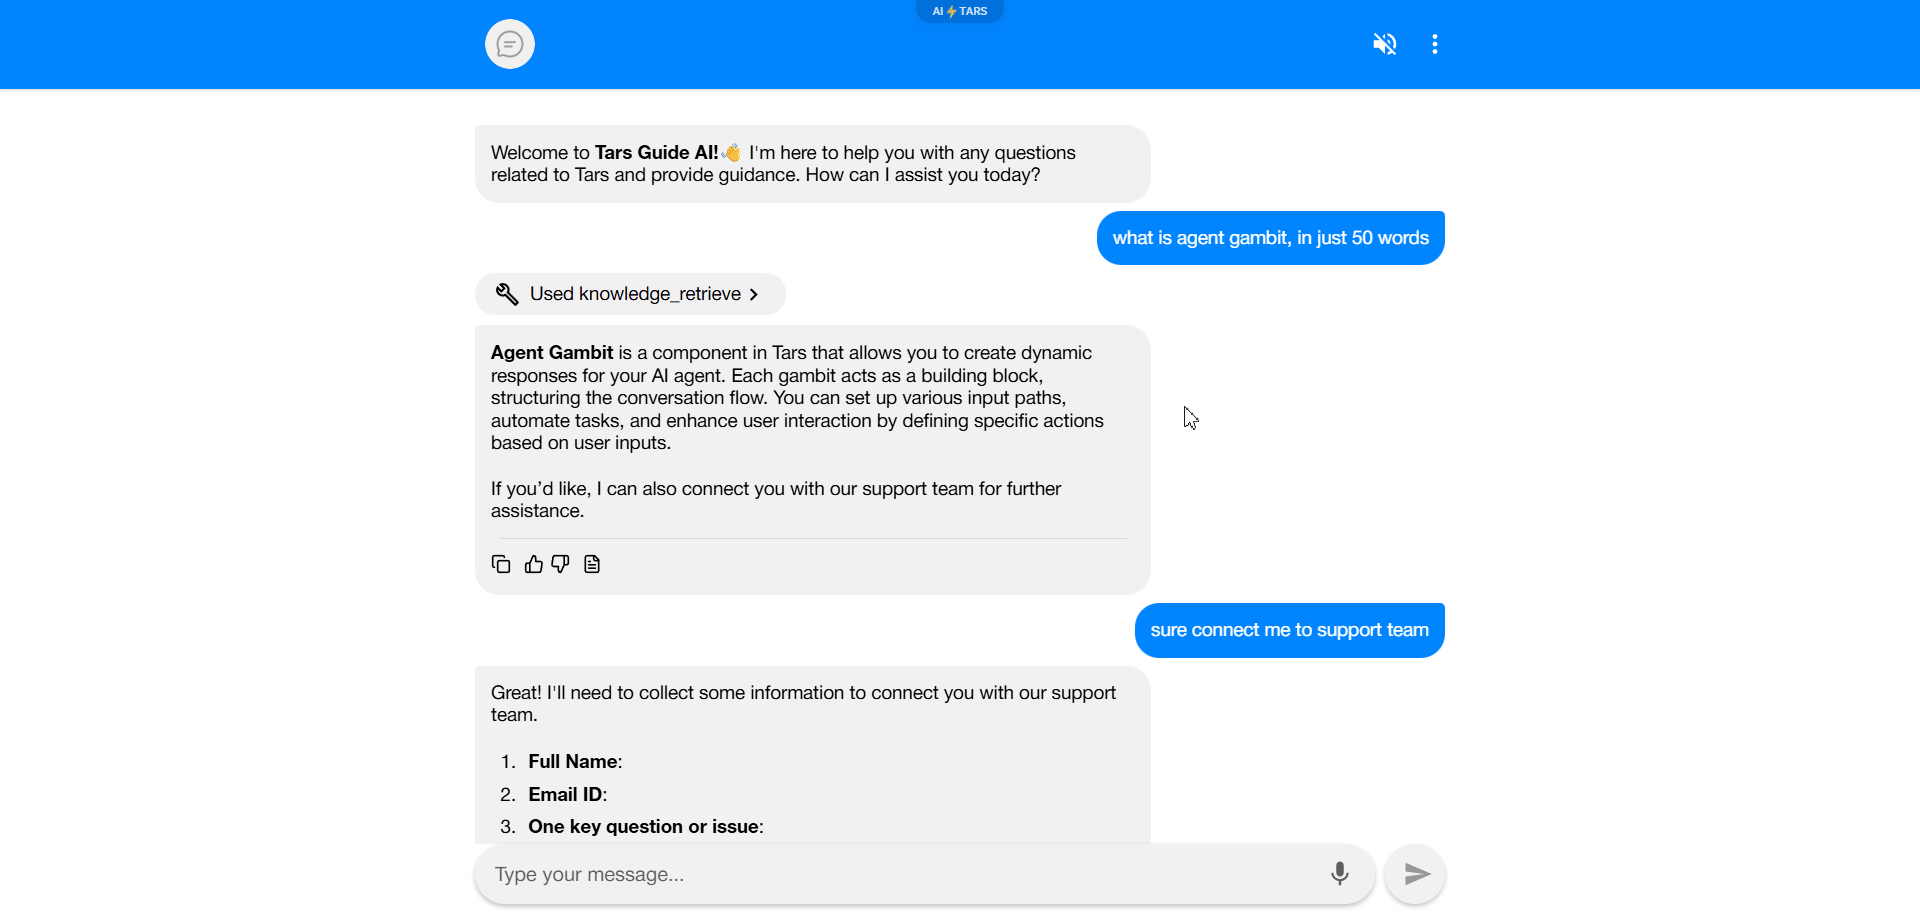 AI⚡TARS
Welcome to Tars Guide AI!👋 I'm here to help you with any questions
related to Tars and provide guidance. How can I assist you today?
what is agent gambit, in just 50 words
Used knowledge_retrieve
Agent Gambit is a component in Tars that allows you to create dynamic
responses for your AI agent. Each gambit acts as a building block,
structuring the conversation flow. You can set up various input paths,
automate tasks, and enhance user interaction by defining specific actions
based on user inputs.
If you’d like, I can also connect you with our support team for further
assistance.
sure connect me to support team
Great! I'll need to collect some information to connect you with our support
team.
1. Full Name:
2. Email ID:
3. One key question or issue:
Type your message...